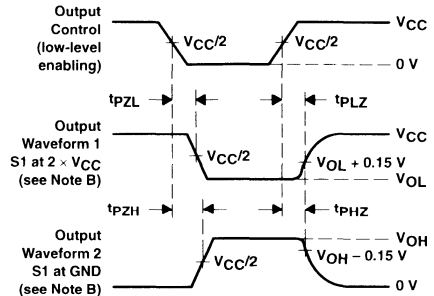 Output
Control
(low-level
enabling)
VCC/2
VCC/2
VCC
0 V
tPZL
tPLZ
Output
Waveform 1
S1 at 2 × VCC
(see Note B)
VCC/2
VCC
VOL + 0.15 V
VOL
tPZH
tPHZ
Output
Waveform 2
S1 at GND
(see Note B)
VCC/2
VOH
VOH − 0.15 V
0 V